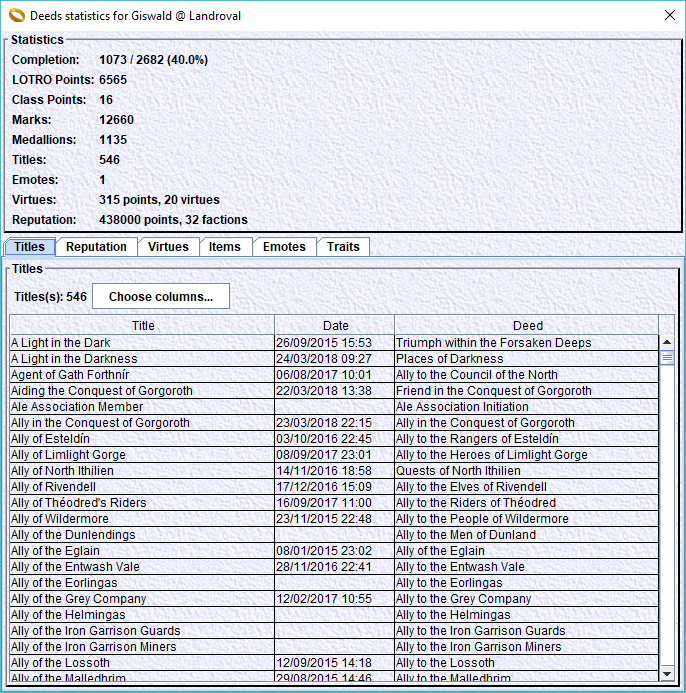 Deeds statistics for Giswald @ Landroval
Statistics
Completion: 1073 / 2682 (40.0%)
LOTRO Points: 6565
Class Points: 16
Marks: 12660
Medallions: 1135
Titles: 546
Emotes: 1
Virtues: 315 points, 20 virtues
Reputation: 438000 points, 32 factions
Titles Reputation Virtues Items Emotes Traits
Titles
Titles(s): 546 Choose columns...
Title Date Deed
A Light in the Dark 26/09/2015 15:53 Triumph within the Forsaken Deeps
A Light in the Darkness 24/03/2018 09:27 Places of Darkness
Agent of Gath Forthnír 06/08/2017 10:01 Ally to the Council of the North
Aiding the Conquest of Gorgoroth 22/03/2018 13:38 Friend in the Conquest of Gorgoroth
Ale Association Member Ale Association Initiation
Ally in the Conquest of Gorgoroth 23/03/2018 22:15 Ally in the Conquest of Gorgoroth
Ally of Esteldín 03/10/2016 22:45 Ally to the Rangers of Esteldín
Ally of Limlight Gorge 08/09/2017 23:01 Ally to the Heroes of Limlight Gorge
Ally of North Ithilien 14/11/2016 18:58 Quests of North Ithilien
Ally of Rivendell 17/12/2016 15:09 Ally to the Elves of Rivendell
Ally of Théodred's Riders 16/09/2017 11:00 Ally to the Riders of Théodred
Ally of Wildermore 23/11/2015 22:48 Ally to the People of Wildermore
Ally of the Dunlendings Ally to the Men of Dunland
Ally of the Eglain 08/01/2015 23:02 Ally of the Eglain
Ally of the Entwash Vale 28/11/2016 22:41 Ally to the Entwash Vale
Ally of the Eorlingas Ally to the Eorlingas
Ally of the Grey Company 12/02/2017 10:55 Ally to the Grey Company
Ally of the Helmingas Ally to the Helmingas
Ally of the Iron Garrison Guards Ally to the Iron Garrison Guards
Ally of the Iron Garrison Miners Ally to the Iron Garrison Miners
Ally of the Lossoth 12/09/2015 14:18 Ally to the Lossoth
Ally of the Malledhrim 29/08/2015 14:46 Ally to the Malledhrim